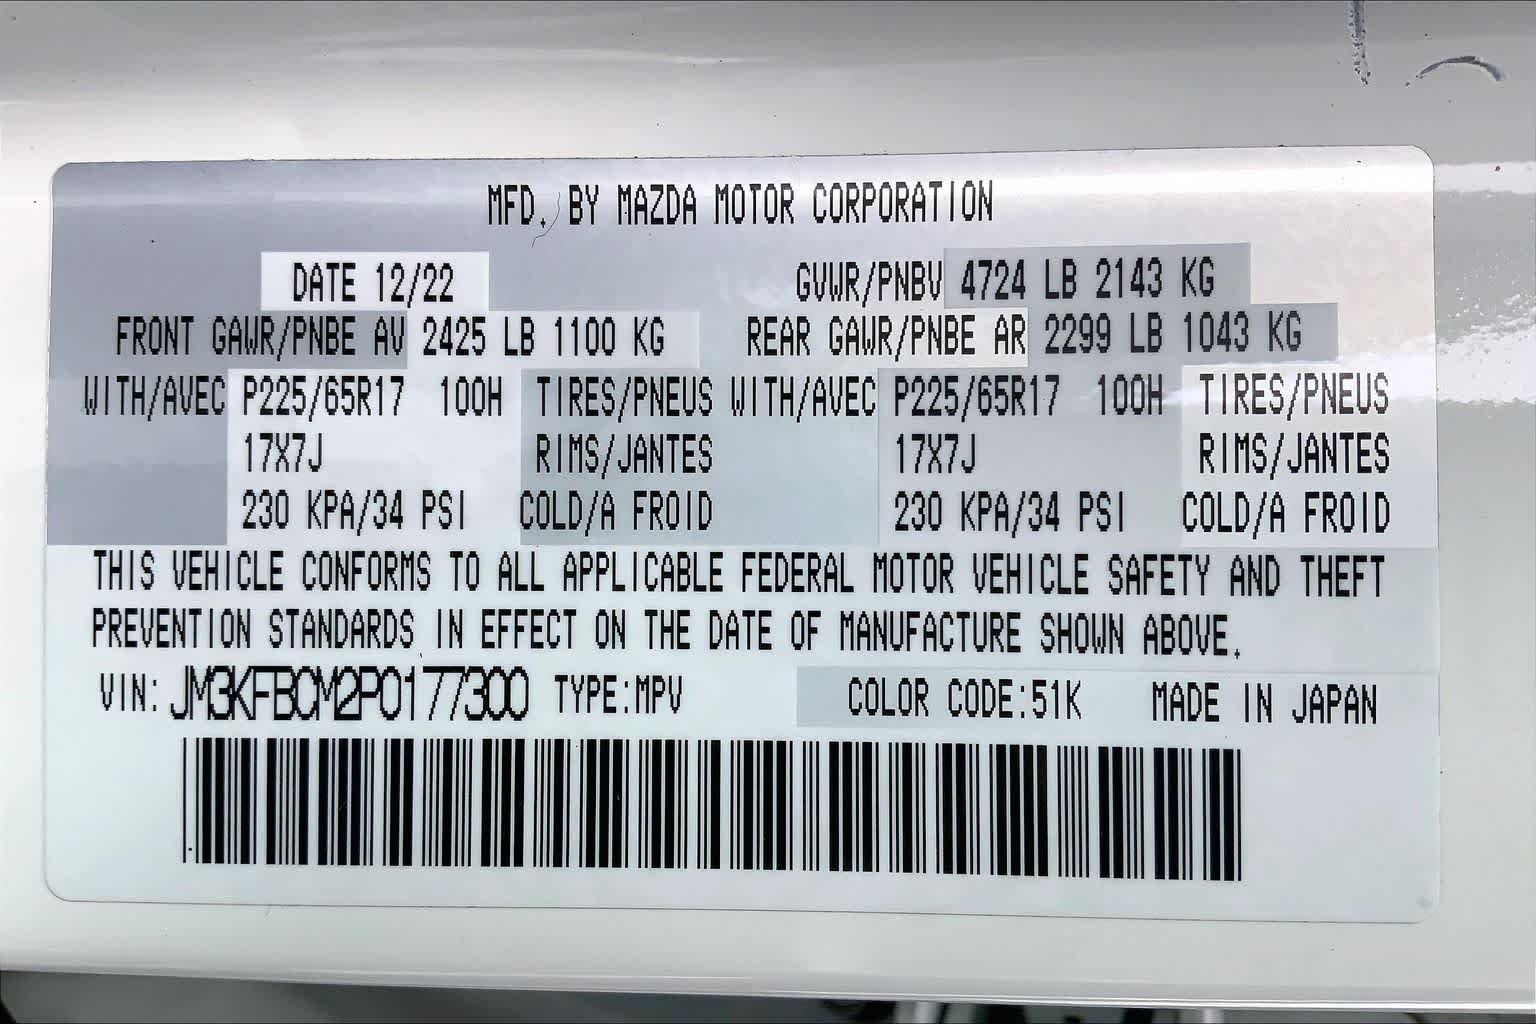 MFD. BY MAZDA MOTOR CORPORATION
DATE 12/22 GVWR/PNBV 4724 LB 2143 KG
FRONT GAWR/PNBE AV 2425 LB 1100 KG REAR GAWR/PNBE AR 2299 LB 1043 KG
WITH/AVEC P225/65R17 100H TIRES/PNEUS WITH/AVEC P225/65R17 100H TIRES/PNEUS
17X7J RIMS/JANTES 17X7J RIMS/JANTES
230 KPA/34 PSI COLD/A FROID 230 KPA/34 PSI COLD/A FROID
THIS VEHICLE CONFORMS TO ALL APPLICABLE FEDERAL MOTOR VEHICLE SAFETY AND THEFT
PREVENTION STANDARDS IN EFFECT ON THE DATE OF MANUFACTURE SHOWN ABOVE.
VIN: JM3KFBCM2P0177300 TYPE:MPV COLOR CODE:51K MADE IN JAPAN